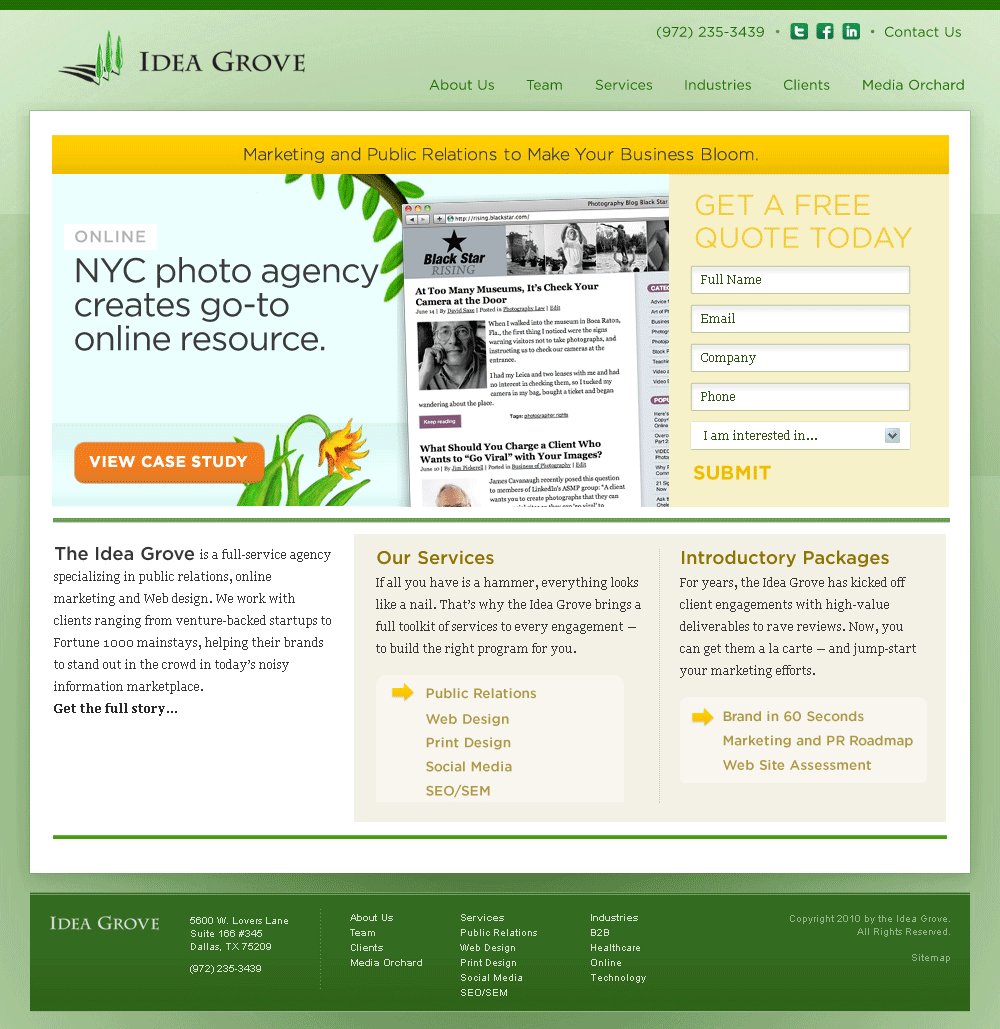 (972) 235-3439 • • Contact Us
IDEA GROVE
About Us Team Services Industries Clients Media Orchard
Marketing and Public Relations to Make Your Business Bloom.
ONLINE
NYC photo agency
creates go-to
online resource.
VIEW CASE STUDY
Photography Blog Black Star
http://rising.blackstar.com/
Black Star
RISING
At Too Many Museums, It's Check Your
Camera at the Door
June 14 | By David Saxe | Posted in Photography Law | Edit
When I walked into the museum in Boca Raton,
Fla., the first thing I noticed were the signs
warning visitors not to take photographs, and
instructing us to check our cameras at the
entrance.
I had my Leica and two lenses with me and had
no interest in checking them, so I tucked my
camera in my bag, bought a ticket and began
wandering about the place.
Keep reading
Tags: photographer rights
What Should You Charge a Client Who
Wants to “Go Viral” with Your Images?
June 10 | By Jim Pickerell | Posted in Business of Photography | Edit
James Cavanaugh recently posed this question
to members of LinkedIn's ASMP group: "A client
wants you to create photographs that they can
GET A FREE
QUOTE TODAY
Full Name
Email
Company
Phone
I am interested in...
SUBMIT
The Idea Grove is a full-service agency
specializing in public relations, online
marketing and Web design. We work with
clients ranging from venture-backed startups to
Fortune 1000 mainstays, helping their brands
to stand out in the crowd in today's noisy
information marketplace.
Get the full story...
Our Services
If all you have is a hammer, everything looks
like a nail. That's why the Idea Grove brings a
full toolkit of services to every engagement —
to build the right program for you.
Public Relations
Web Design
Print Design
Social Media
SEO/SEM
Introductory Packages
For years, the Idea Grove has kicked off
client engagements with high-value
deliverables to rave reviews. Now, you
can get them a la carte — and jump-start
your marketing efforts.
Brand in 60 Seconds
Marketing and PR Roadmap
Web Site Assessment
IDEA GROVE
5600 W. Lovers Lane
Suite 166 #345
Dallas, TX 75209
(972) 235-3439
About Us
Team
Clients
Media Orchard
Services
Public Relations
Web Design
Print Design
Social Media
SEO/SEM
Industries
B2B
Healthcare
Online
Technology
Copyright 2010 by the Idea Grove.
All Rights Reserved.
Sitemap